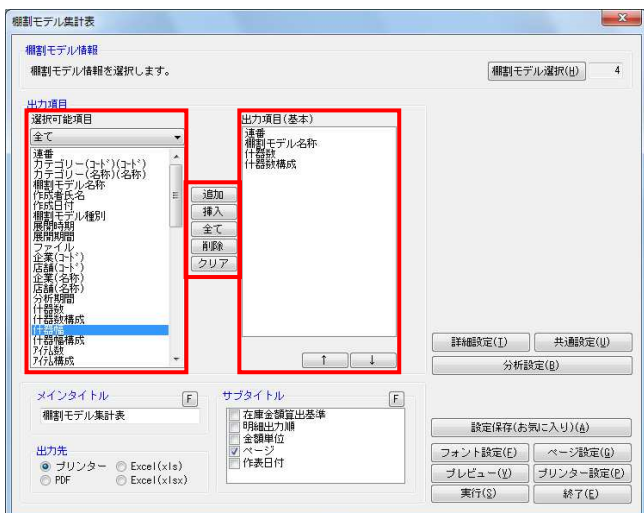 棚割モデル集計表
棚割モデル情報
棚割モデル情報を選択します。
棚割モデル選択(H)
4
出力項目
選択可能項目
全て
連番
カテゴリー(コード)(コード)
カテゴリー(名称)(名称)
棚割モデル名称
作成者氏名
作成日付
棚割モデル種別
展開時期
展開期間
ファイル
企業(コード)
店舗(コード)
企業(名称)
店舗(名称)
分析期間
什器数
什器数構成
什器幅
什器幅構成
アイテム数
アイテム構成
追加
挿入
全て
削除
クリア
出力項目(基本)
連番
棚割モデル名称
什器数
什器数構成
↑
↓
詳細設定(I)
共通設定(U)
分析設定(B)
メインタイトル
F
棚割モデル集計表
出力先
プリンター
Excel(xls)
PDF
Excel(xlsx)
サブタイトル
F
在庫金額算出基準
明細出力順
金額単位
ページ
作表日付
設定保存(お気に入り)(A)
フォント設定(F)
ページ設定(G)
プレビュー(V)
プリンター設定(P)
実行(S)
終了(E)